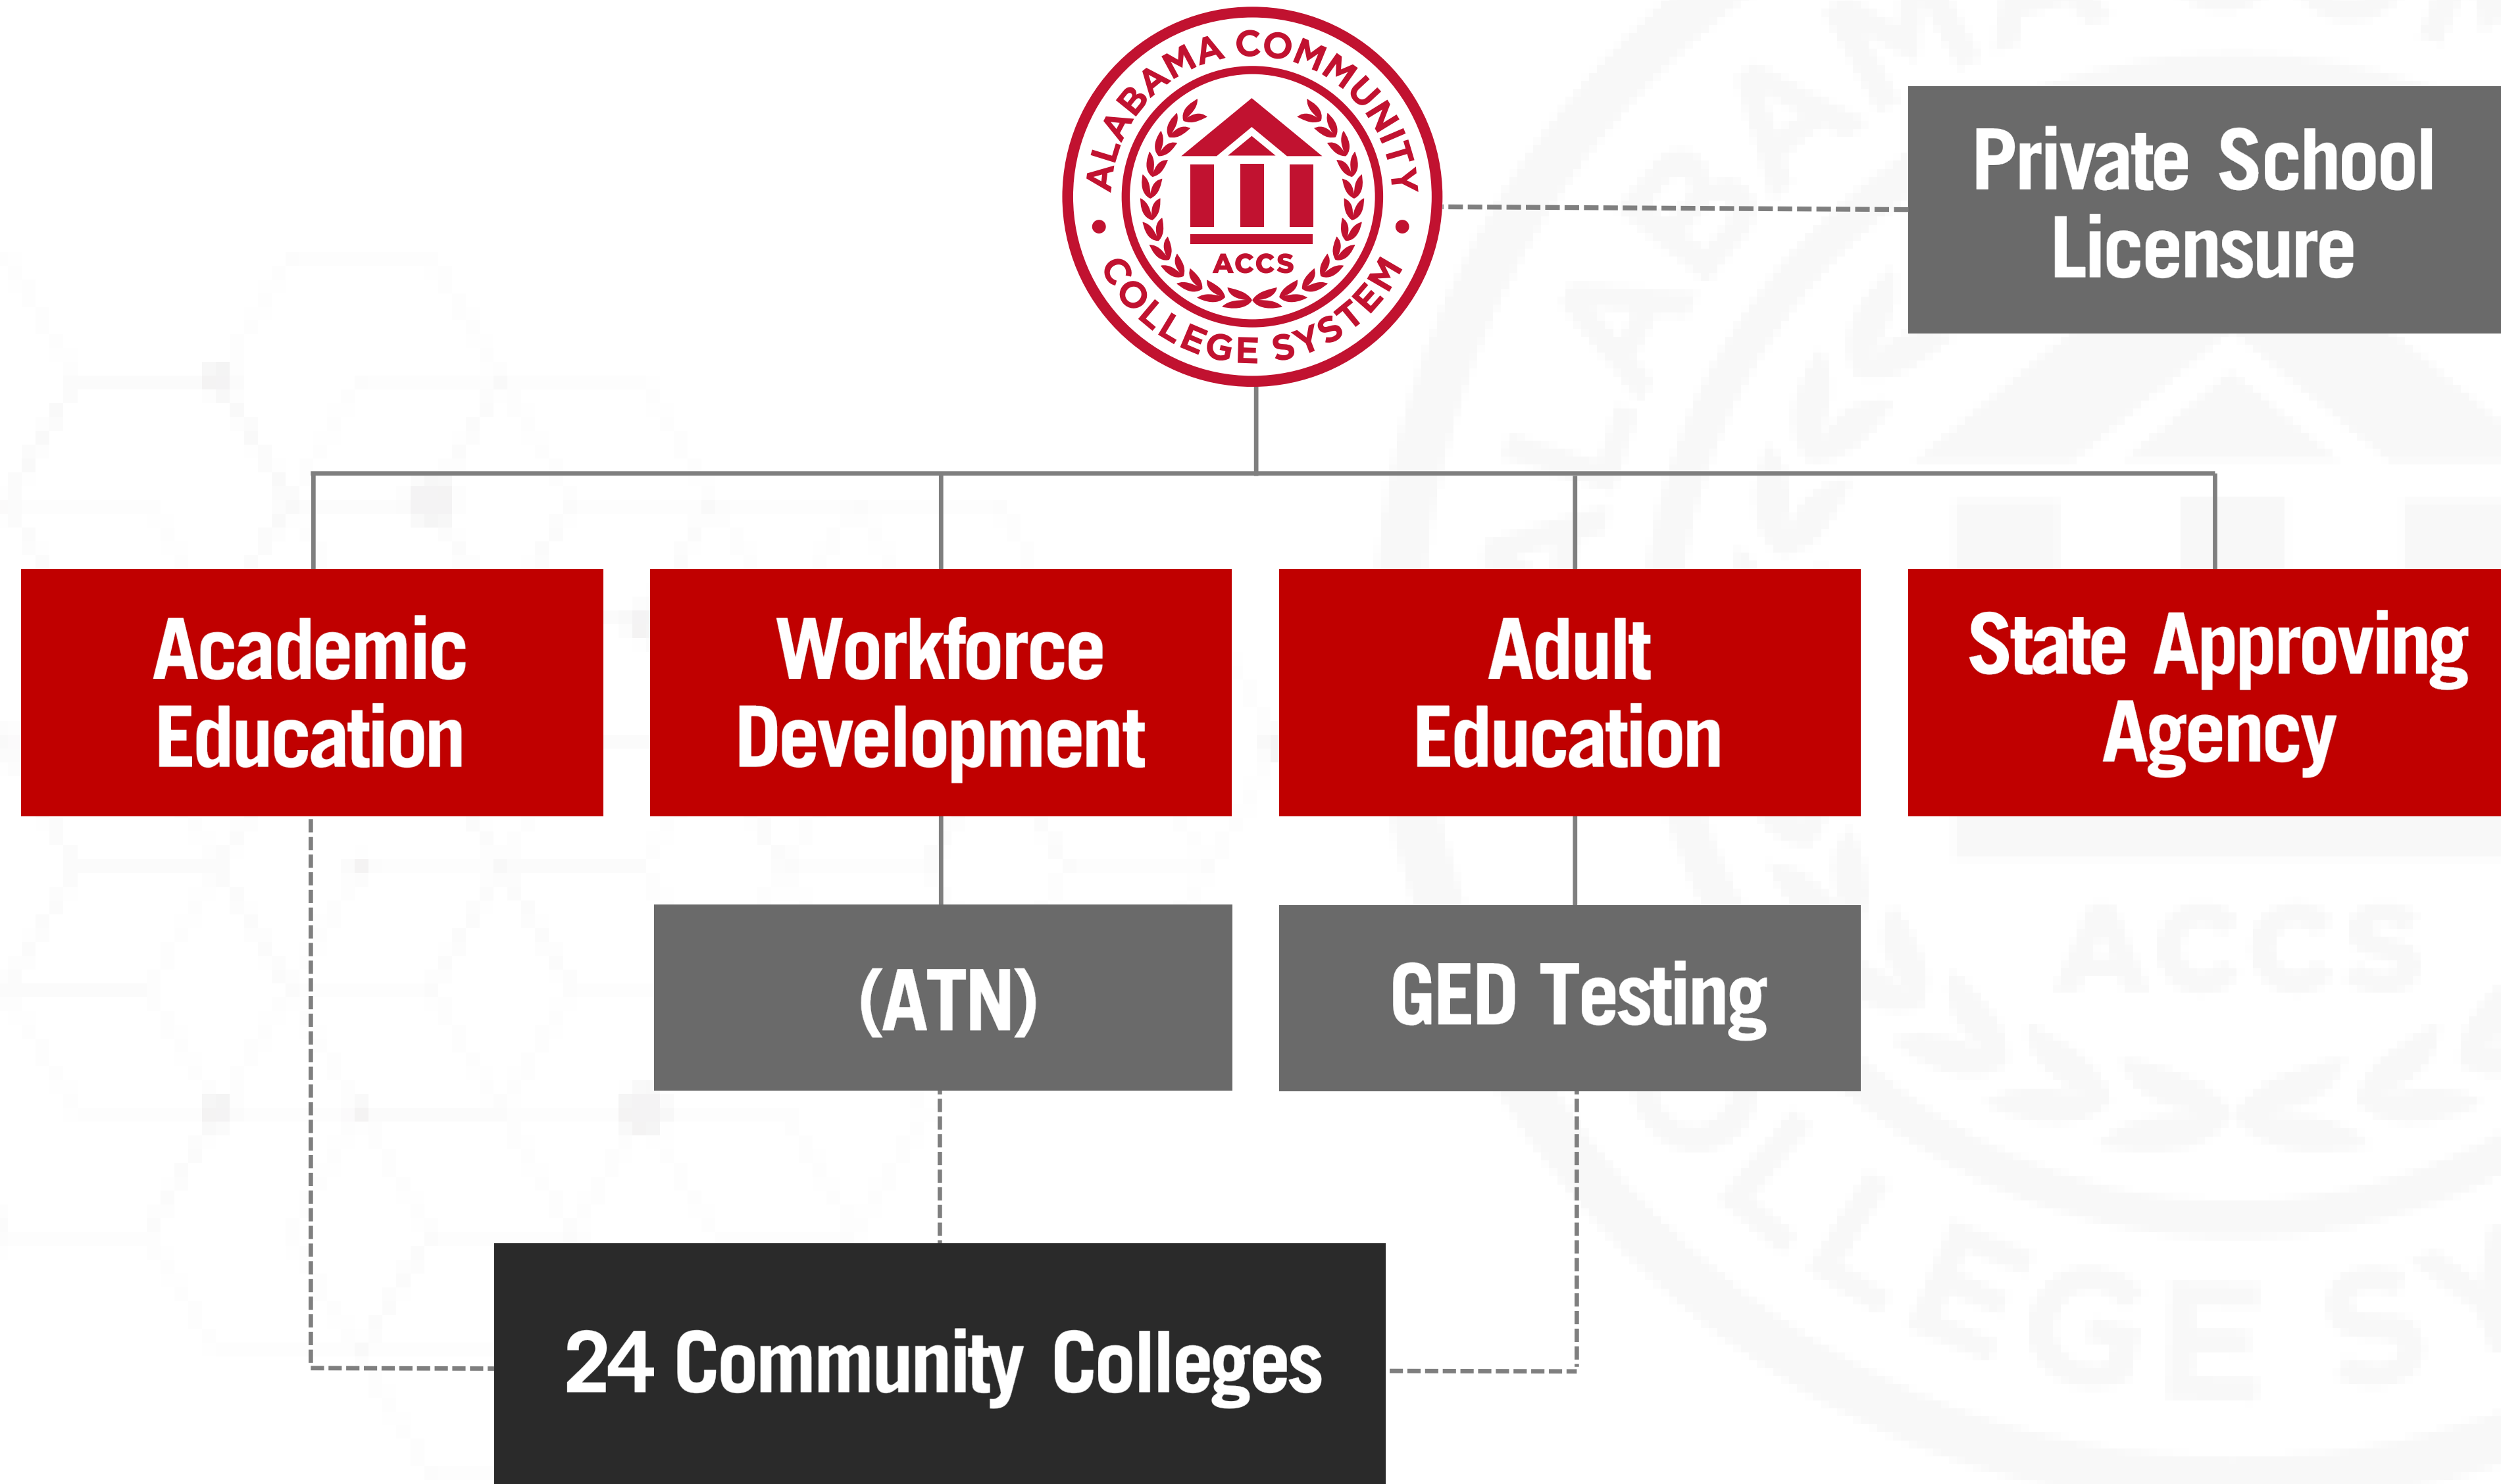 ALABAMA COMMUNITY
COLLEGE SYSTEM
ACCS
Private School
Licensure
Academic
Education
Workforce
Development
Adult
Education
State Approving
Agency
(ATN)
GED Testing
24 Community Colleges